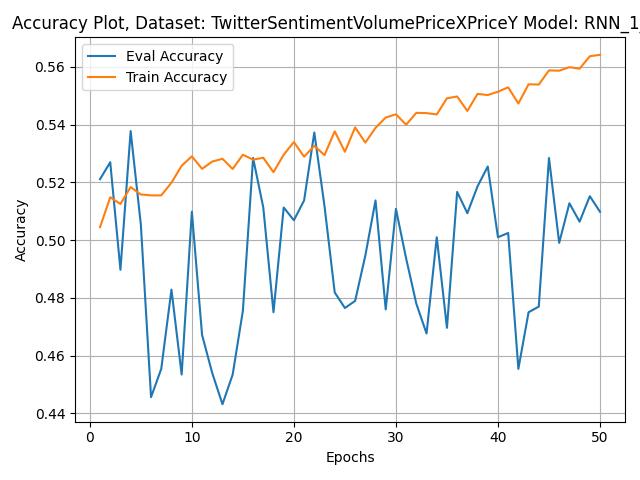 Accuracy Plot, Dataset: TwitterSentimentVolumePriceXPriceY Model: RNN_1
Eval Accuracy
Train Accuracy
Accuracy
0.56
0.54
0.52
0.50
0.48
0.46
0.44
0 10 20 30 40 50
Epochs